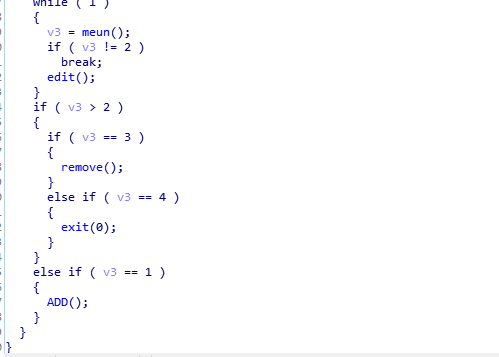 while ( 1 )
{
v3 = meun();
if ( v3 != 2 )
break;
edit();
}
if ( v3 > 2 )
{
if ( v3 == 3 )
{
remove();
}
else if ( v3 == 4 )
{
exit(0);
}
}
else if ( v3 == 1 )
{
ADD();
}
}
}